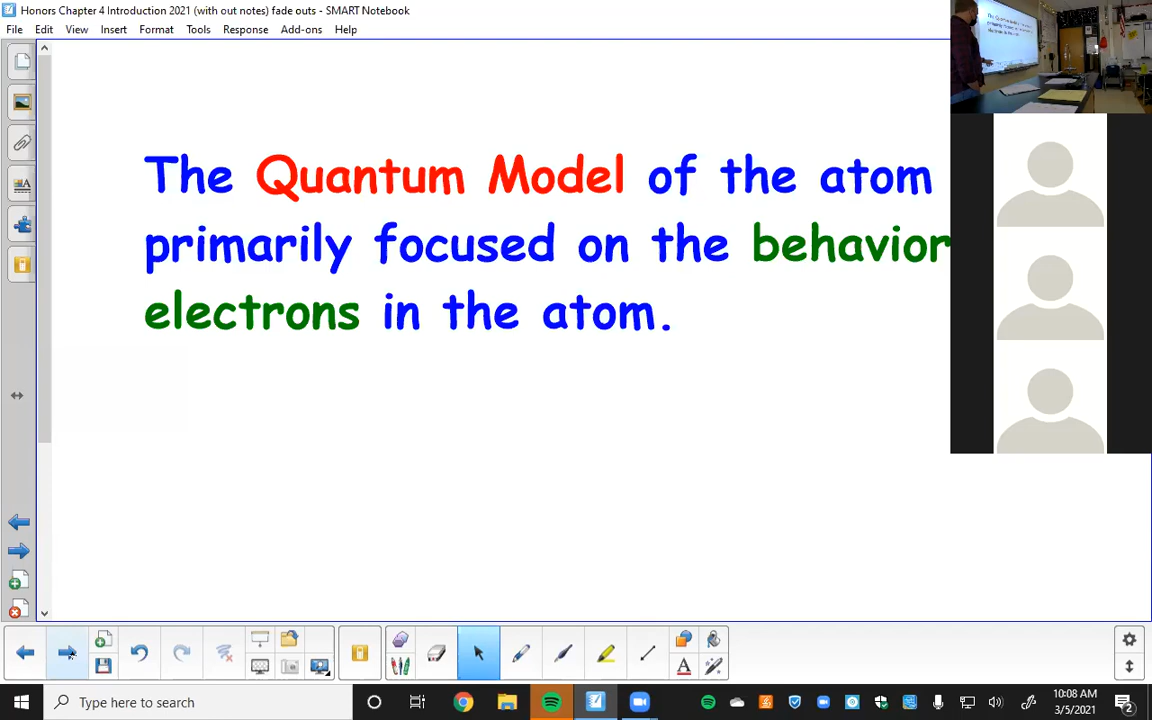 Honors Chapter 4 Introduction 2021 (with out notes) fade outs - SMART Notebook
File Edit View Insert Format Tools Response Add-ons Help
The Quantum Model of the atom
primarily focused on the behavior
electrons in the atom.
Type here to search
10:08 AM
3/5/2021
2